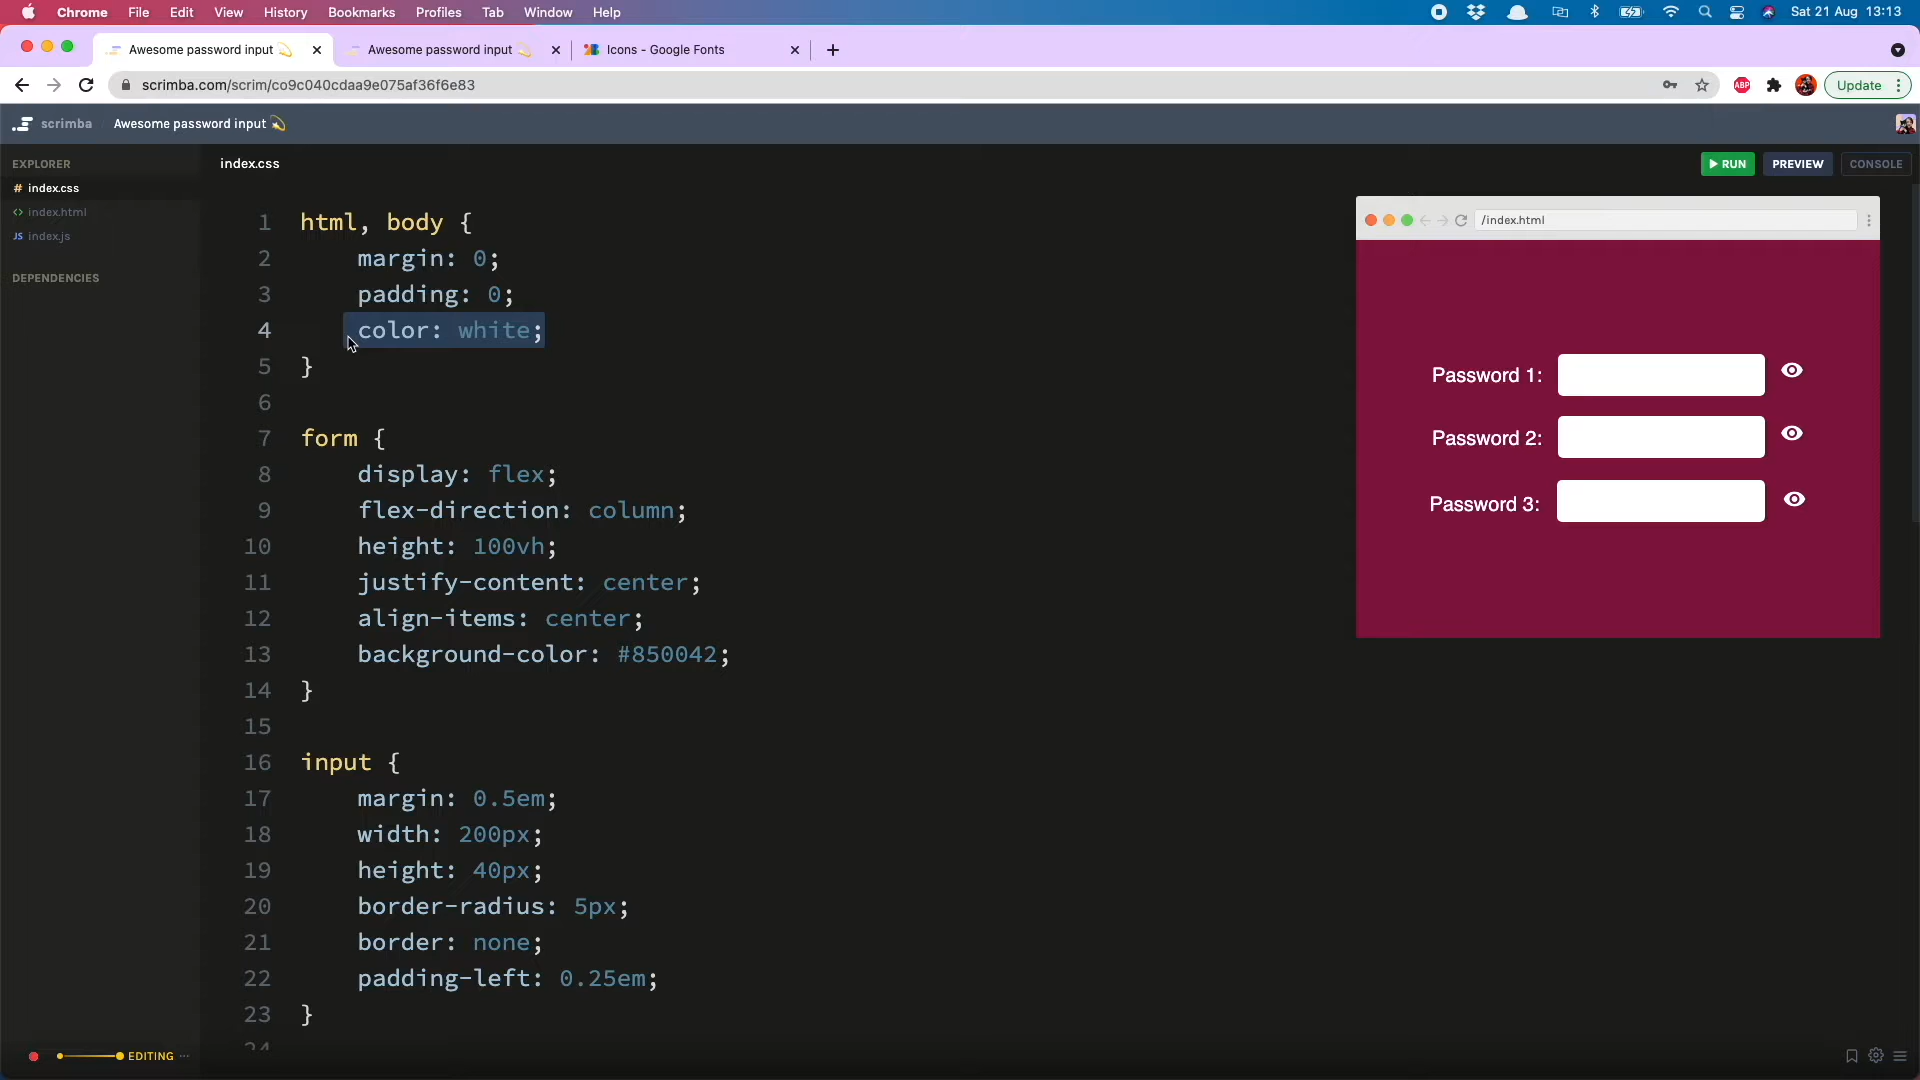 Chrome File Edit View History Bookmarks Profiles Tab Window Help Sat 21 Aug 13:13
Awesome password input 💫 Awesome password input 💫 Icons - Google Fonts
scrimba.com/scrim/co9c040cdaa9e075af36f6e83 ABP Update
scrimba Awesome password input 💫
EXPLORER
# index.css
<> index.html
JS index.js
DEPENDENCIES
index.css
RUN PREVIEW CONSOLE
1 html, body {
2 margin: 0;
3 padding: 0;
4 color: white;
5 }
6
7 form {
8 display: flex;
9 flex-direction: column;
10 height: 100vh;
11 justify-content: center;
12 align-items: center;
13 background-color: #850042;
14 }
15
16 input {
17 margin: 0.5em;
18 width: 200px;
19 height: 40px;
20 border-radius: 5px;
21 border: none;
22 padding-left: 0.25em;
23 }
24
/index.html
Password 1:
Password 2:
Password 3:
EDITING ...